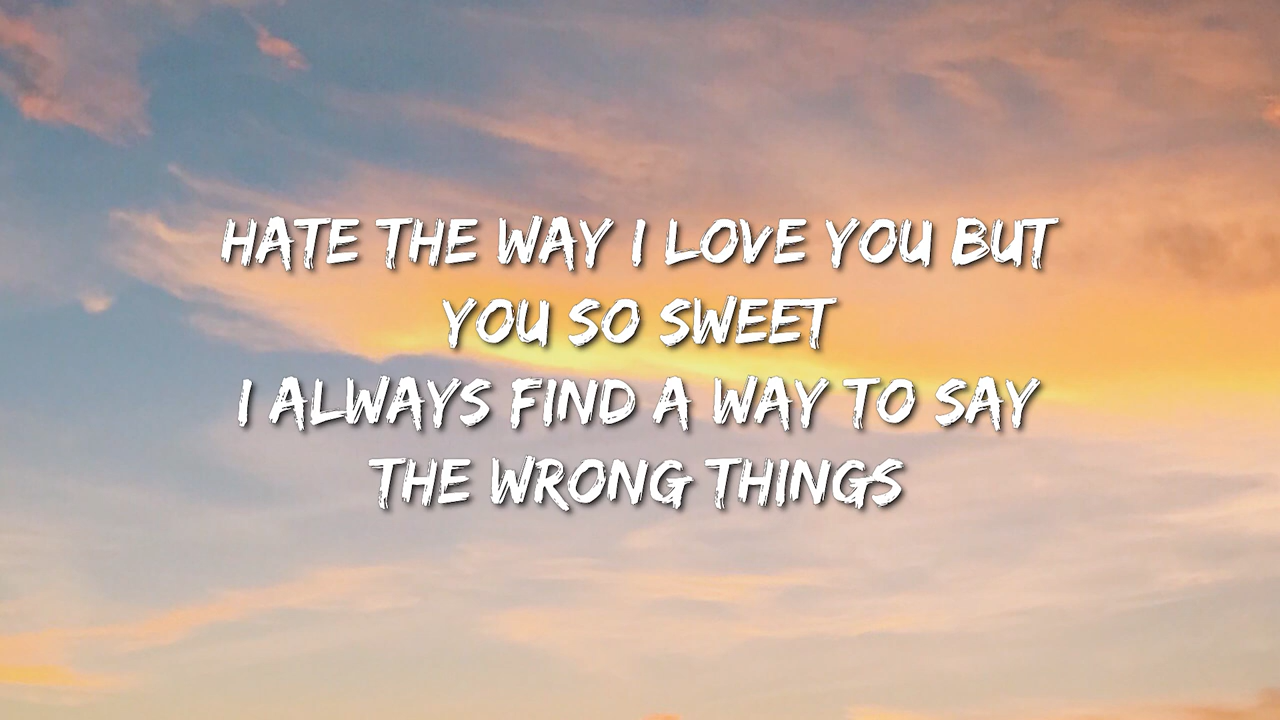 HATE THE WAY I LOVE YOU BUT
YOU SO SWEET
I ALWAYS FIND A WAY TO SAY
THE WRONG THINGS